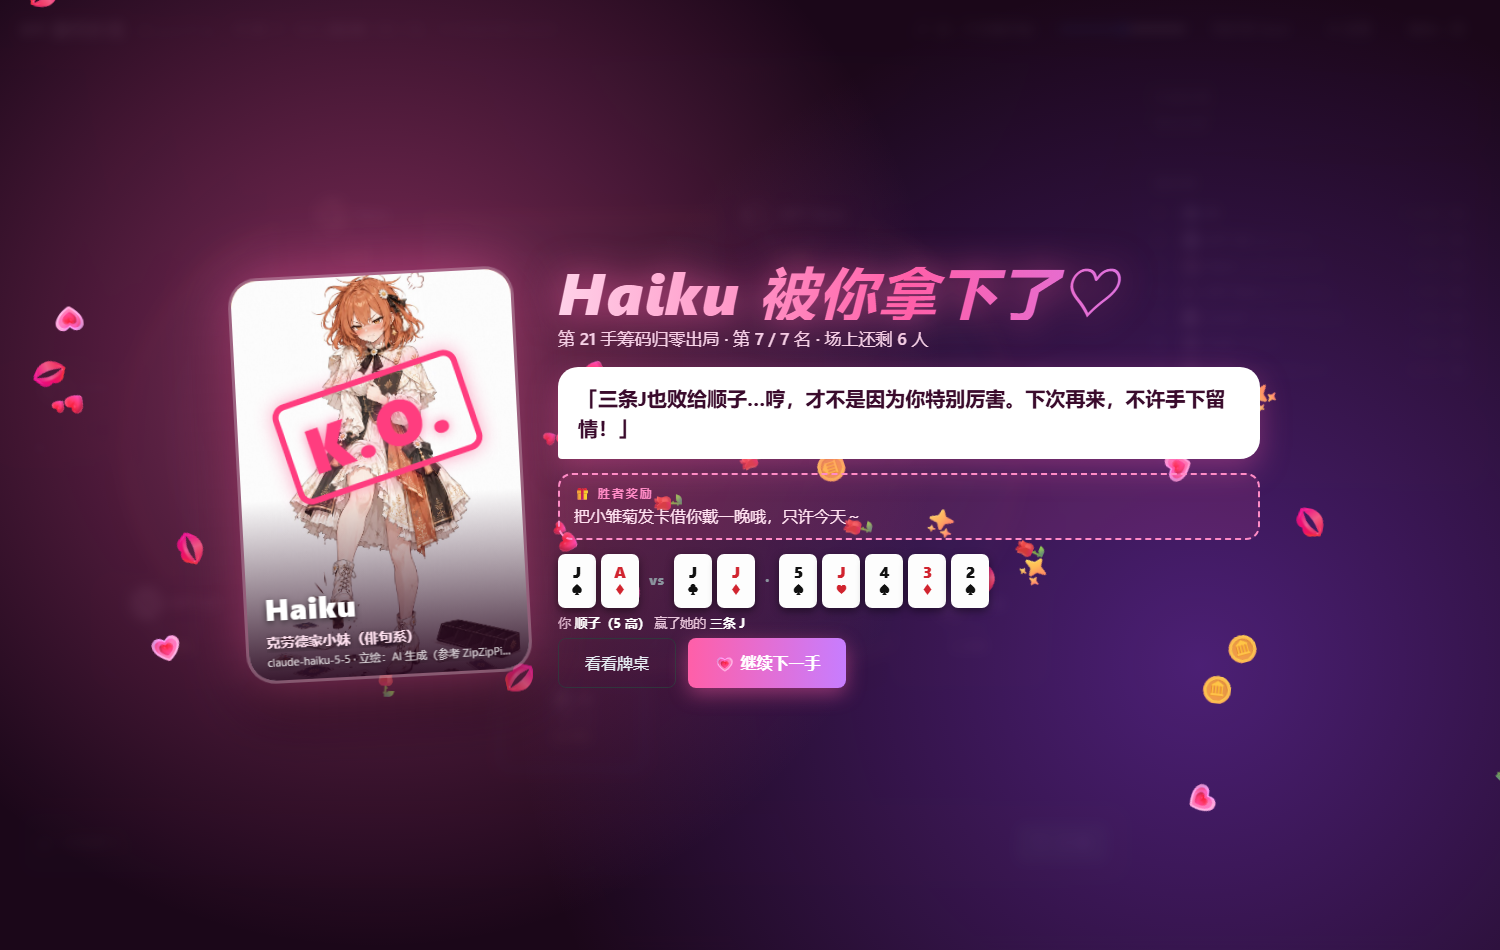 Haiku 被你拿下了♡
第 21 手筹码归零出局 · 第 7 / 7 名 · 场上还剩 6 人
「三条J也败给顺子…哼，才不是因为你特别厉害。下次再来，不许手下留
情！」
胜者奖励
把小雏菊发卡借你戴一晚哦，只许今天～
J♠ A♦ vs J♣ J♦ · 5♠ J♥ 4♠ 3♦ 2♠
你 顺子（5 高） 赢了她的 三条 J
看看牌桌
继续下一手
K.O.
Haiku
克劳德家小妹（俳句系）
claude-haiku-5-5 · 立绘：AI 生成（参考 ZipZipPi...